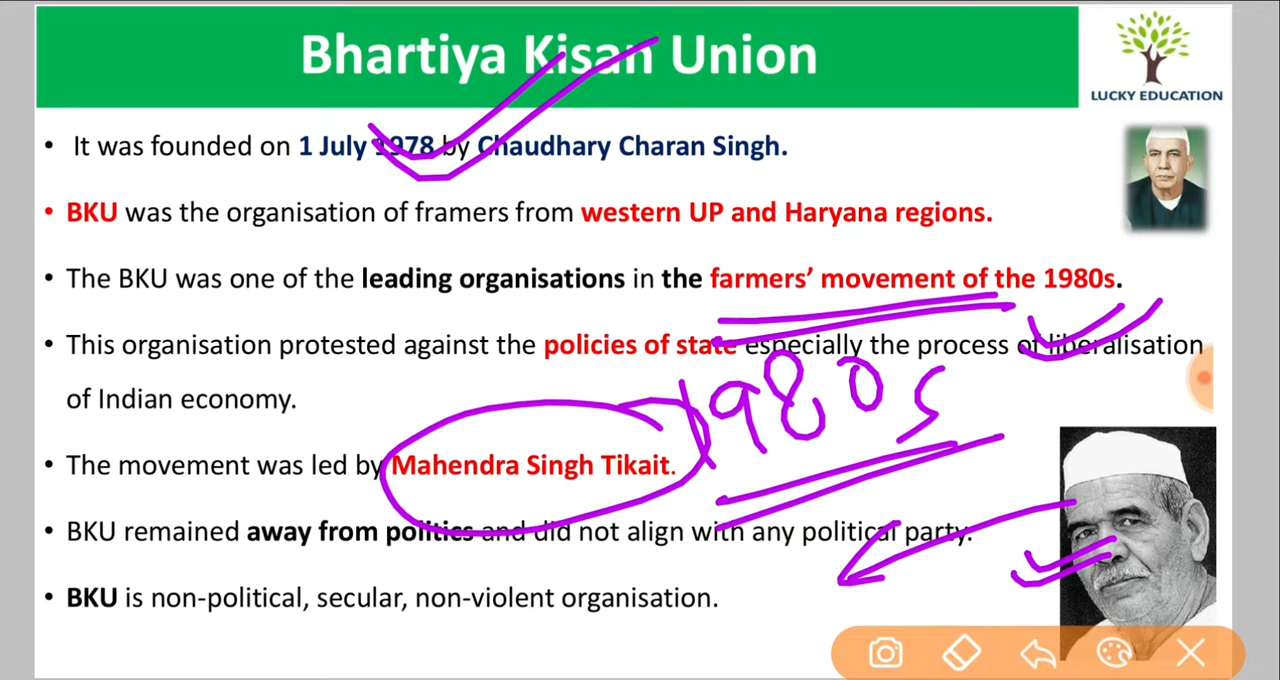 Bhartiya Kisan Union
LUCKY EDUCATION
• It was founded on 1 July 1978 by Chaudhary Charan Singh.
• BKU was the organisation of framers from western UP and Haryana regions.
• The BKU was one of the leading organisations in the farmers' movement of the 1980s.
• This organisation protested against the policies of state especially the process of liberalisation
of Indian economy.
1980s
• The movement was led by Mahendra Singh Tikait.
• BKU remained away from politics and did not align with any political party.
• BKU is non-political, secular, non-violent organisation.